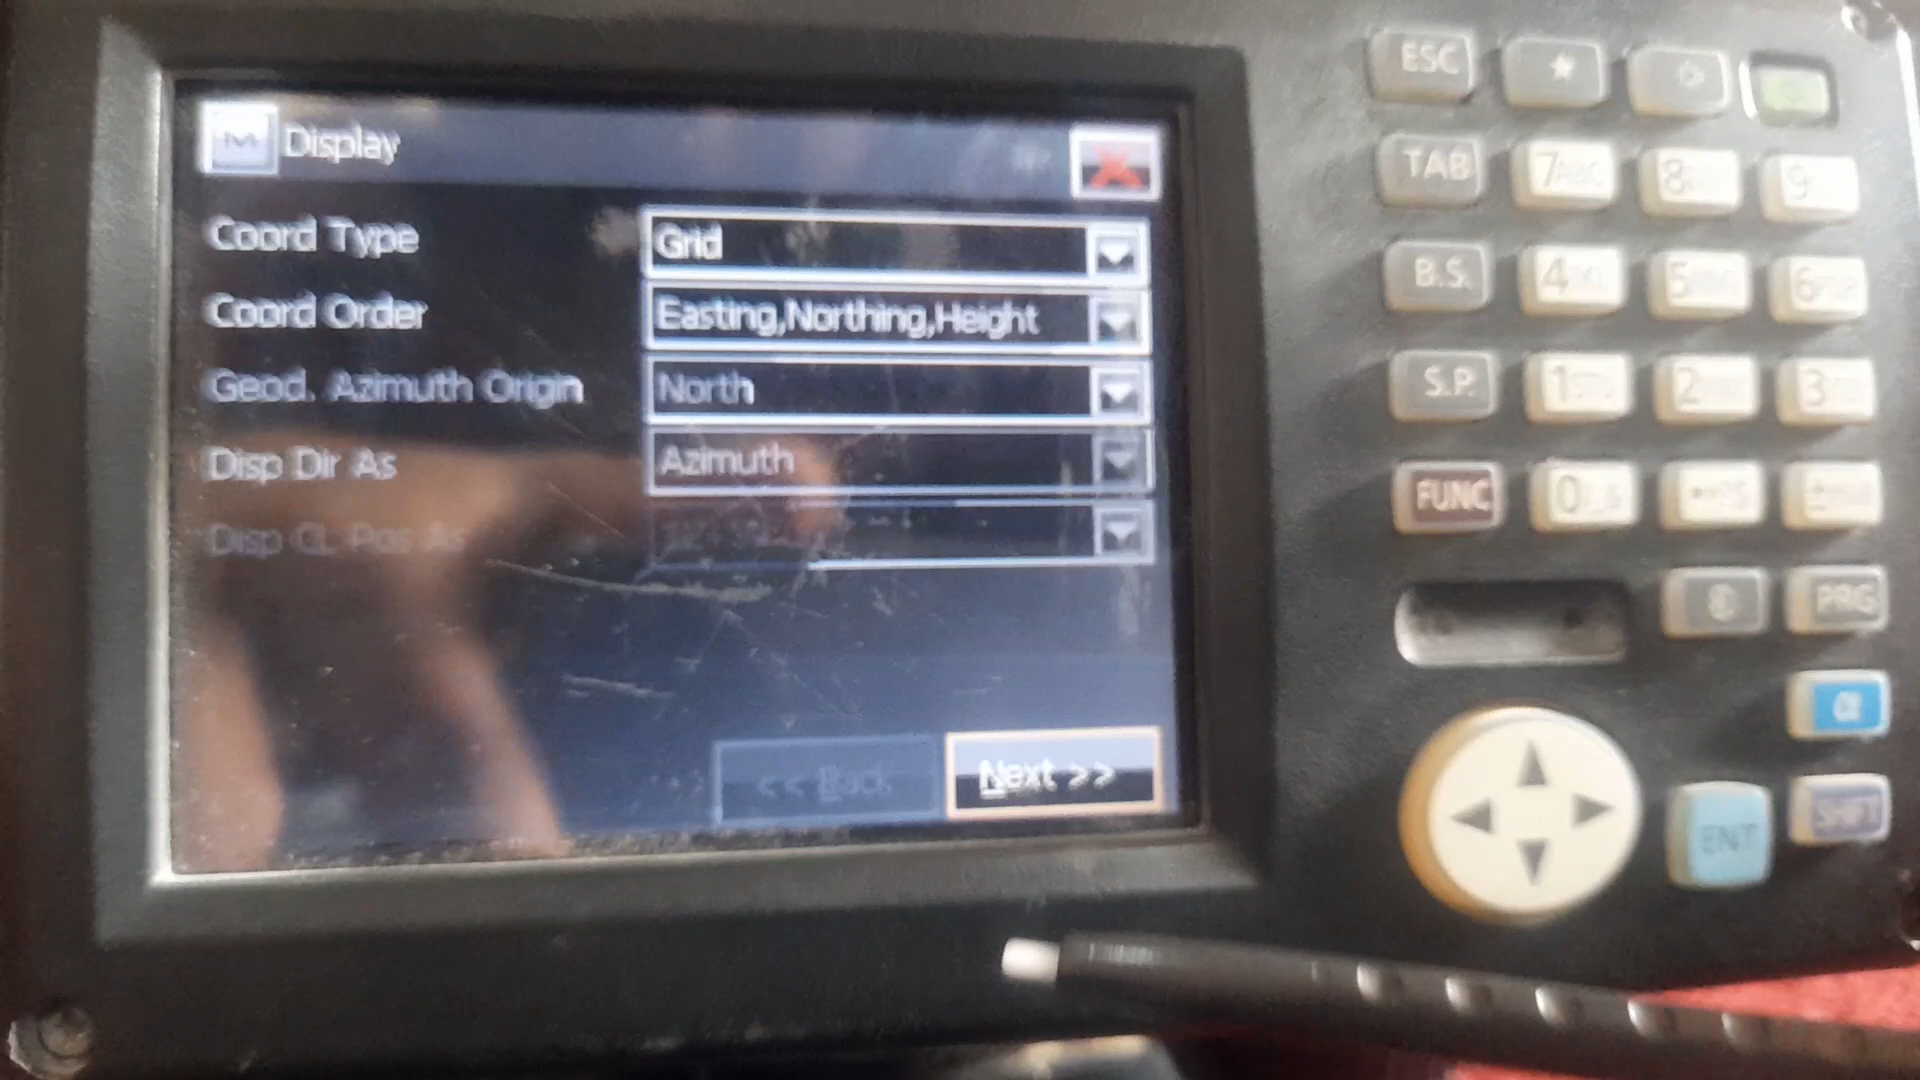 Display
Coord Type Grid
Coord Order Easting,Northing,Height
Geod. Azimuth Origin North
Disp Dir As Azimuth
Disp CL Pos As
<< Back Next >>
ESC ★
TAB 7 8 9
B.S. 4 5 6
S.P. 1 2 3
FUNC 0
PRG
α
ENT SHIFT